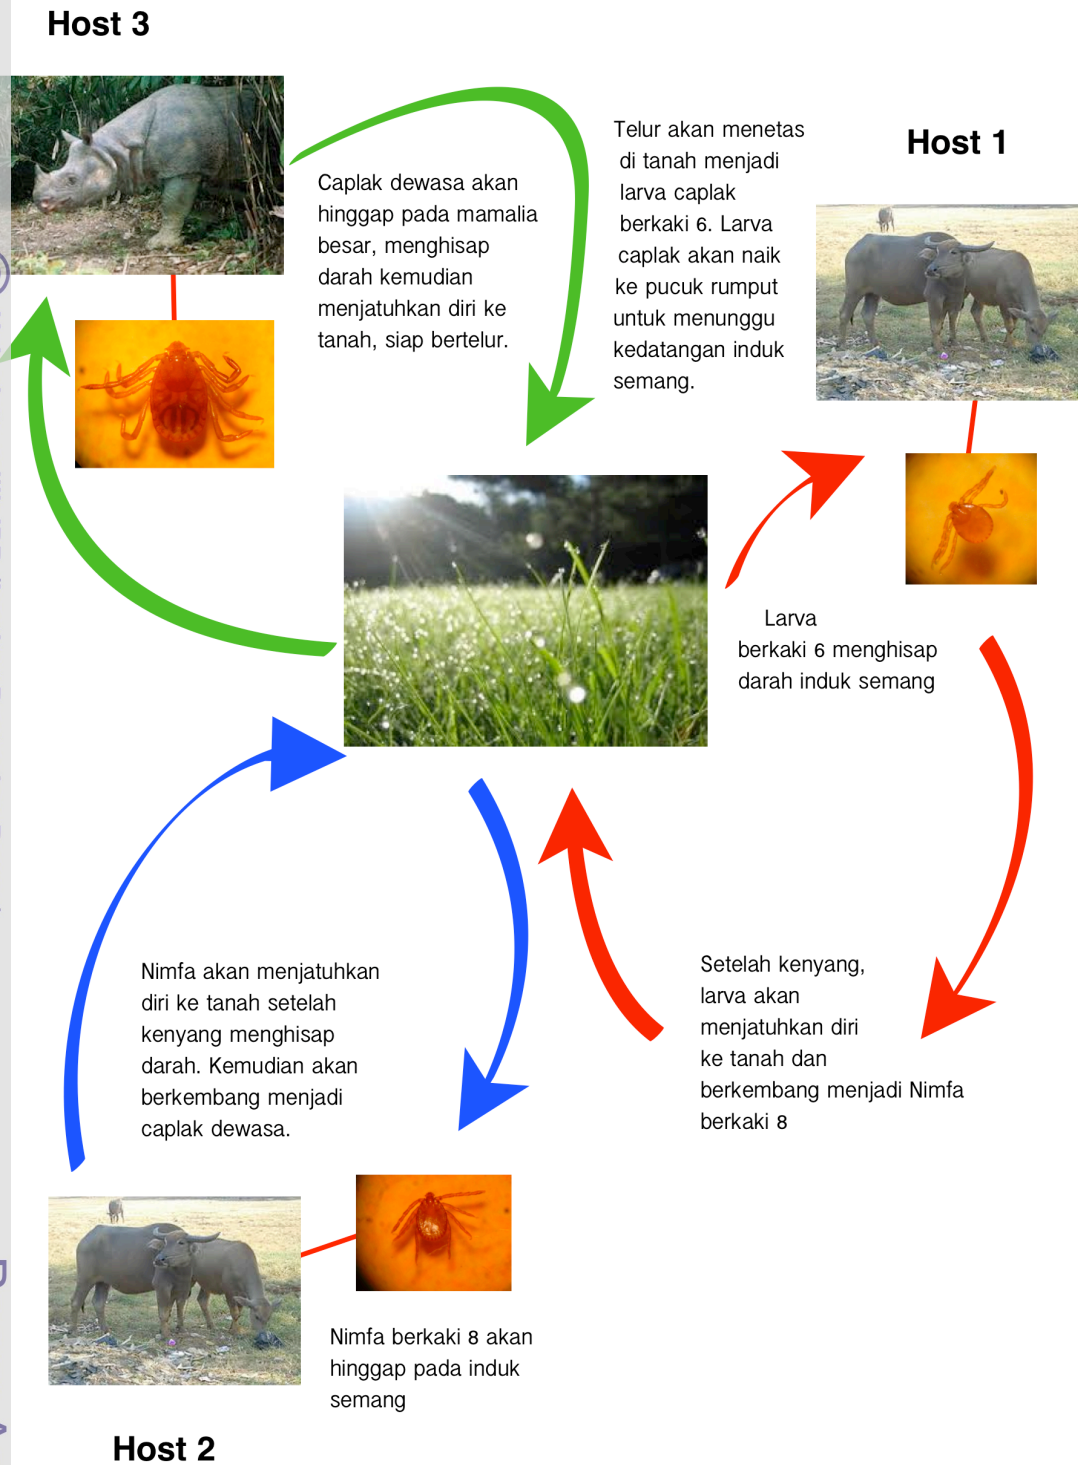 Host 3
Caplak dewasa akan
hinggap pada mamalia
besar, menghisap
darah kemudian
menjatuhkan diri ke
tanah, siap bertelur.
Telur akan menetas
di tanah menjadi
larva caplak
berkaki 6. Larva
caplak akan naik
ke pucuk rumput
untuk menunggu
kedatangan induk
semang.
Host 1
Larva
berkaki 6 menghisap
darah induk semang
Setelah kenyang,
larva akan
menjatuhkan diri
ke tanah dan
berkembang menjadi Nimfa
berkaki 8
Nimfa akan menjatuhkan
diri ke tanah setelah
kenyang menghisap
darah. Kemudian akan
berkembang menjadi
caplak dewasa.
Nimfa berkaki 8 akan
hinggap pada induk
semang
Host 2